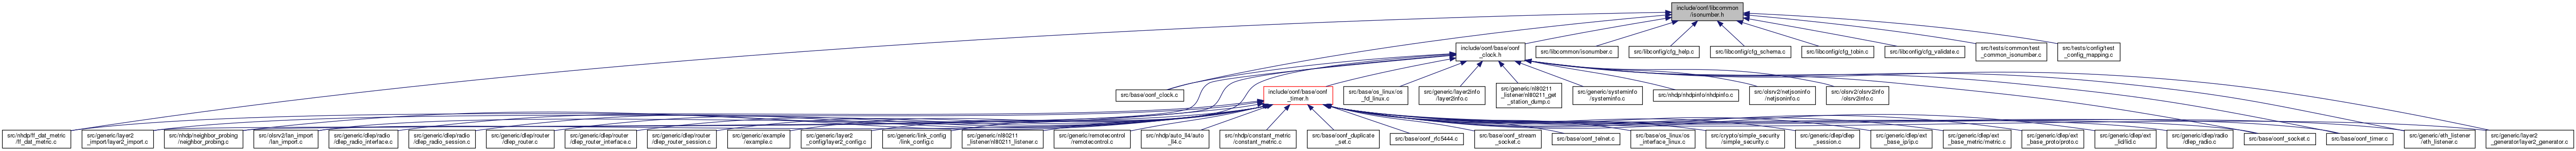 include/oonf/libcommon
/isonumber.h
include/oonf/base/oonf
_clock.h
src/libcommon/isonumber.c
src/libconfig/cfg_help.c
src/libconfig/cfg_schema.c
src/libconfig/cfg_tobin.c
src/libconfig/cfg_validate.c
src/tests/common/test
_common_isonumber.c
src/tests/config/test
_config_mapping.c
src/base/oonf_clock.c
include/oonf/base/oonf
_timer.h
src/base/os_linux/os
_fd_linux.c
src/generic/layer2info
/layer2info.c
src/generic/nl80211
_listener/nl80211_get
_station_dump.c
src/generic/systeminfo
/systeminfo.c
src/nhdp/nhdpinfo/nhdpinfo.c
src/olsrv2/netjsoninfo
/netjsoninfo.c
src/olsrv2/olsrv2info
/olsrv2info.c
src/nhdp/ff_dat_metric
/ff_dat_metric.c
src/generic/layer2
_import/layer2_import.c
src/nhdp/neighbor_probing
/neighbor_probing.c
src/olsrv2/lan_import
/lan_import.c
src/generic/dlep/radio
/dlep_radio_interface.c
src/generic/dlep/radio
/dlep_radio_session.c
src/generic/dlep/router
/dlep_router.c
src/generic/dlep/router
/dlep_router_interface.c
src/generic/dlep/router
/dlep_router_session.c
src/generic/example
/example.c
src/generic/layer2
_config/layer2_config.c
src/generic/link_config
/link_config.c
src/generic/nl80211
_listener/nl80211_listener.c
src/generic/remotecontrol
/remotecontrol.c
src/nhdp/auto_ll4/auto
_ll4.c
src/nhdp/constant_metric
/constant_metric.c
src/base/oonf_duplicate
_set.c
src/base/oonf_rfc5444.c
src/base/oonf_stream
_socket.c
src/base/oonf_telnet.c
src/base/os_linux/os
_interface_linux.c
src/crypto/simple_security
/simple_security.c
src/generic/dlep/dlep
_session.c
src/generic/dlep/ext
_base_ip/ip.c
src/generic/dlep/ext
_base_metric/metric.c
src/generic/dlep/ext
_base_proto/proto.c
src/generic/dlep/ext
_lid/lid.c
src/generic/dlep/radio
/dlep_radio.c
src/base/oonf_socket.c
src/base/oonf_timer.c
src/generic/eth_listener
/eth_listener.c
src/generic/layer2
_generator/layer2_generator.c